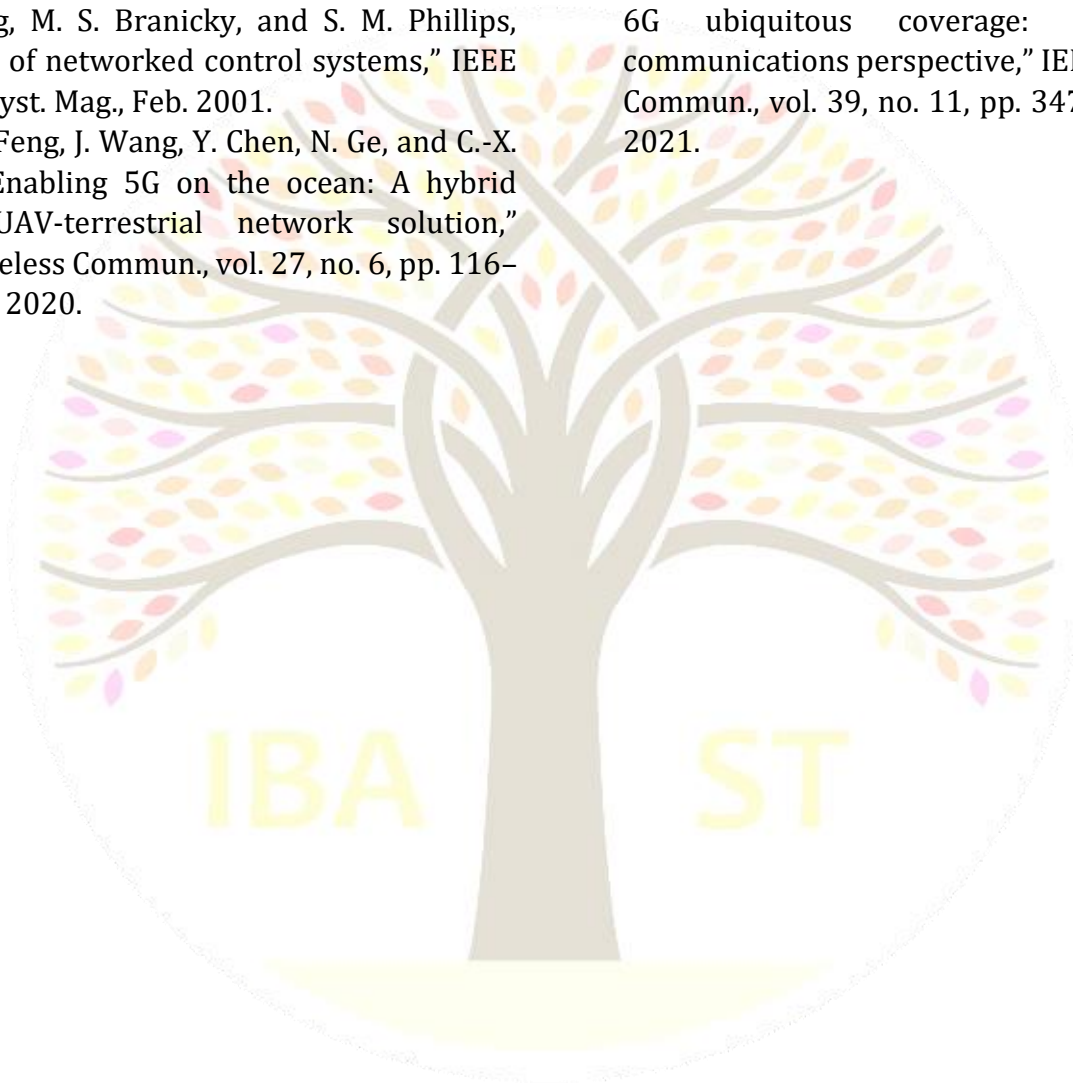 g, M. S. Branicky, and S. M. Phillips,
of networked control systems,” IEEE
yst. Mag., Feb. 2001.
Feng, J. Wang, Y. Chen, N. Ge, and C.-X.
Enabling 5G on the ocean: A hybrid
UAV-terrestrial network solution,”
eless Commun., vol. 27, no. 6, pp. 116–
2020.
6G ubiquitous coverage:
communications perspective,” IEE
Commun., vol. 39, no. 11, pp. 347
2021.
IBA ST